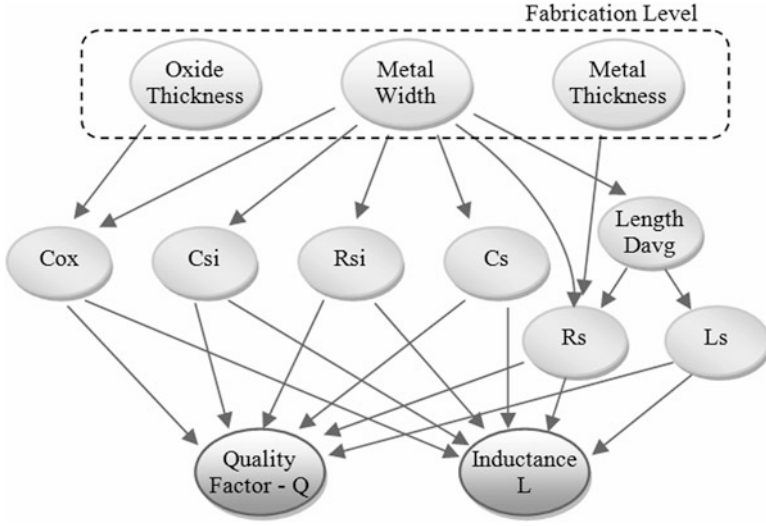 Fabrication Level
Oxide
Thickness
Metal
Width
Metal
Thickness
Length
Davg
Cox
Csi
Rsi
Cs
Rs
Ls
Quality
Factor - Q
Inductance
L